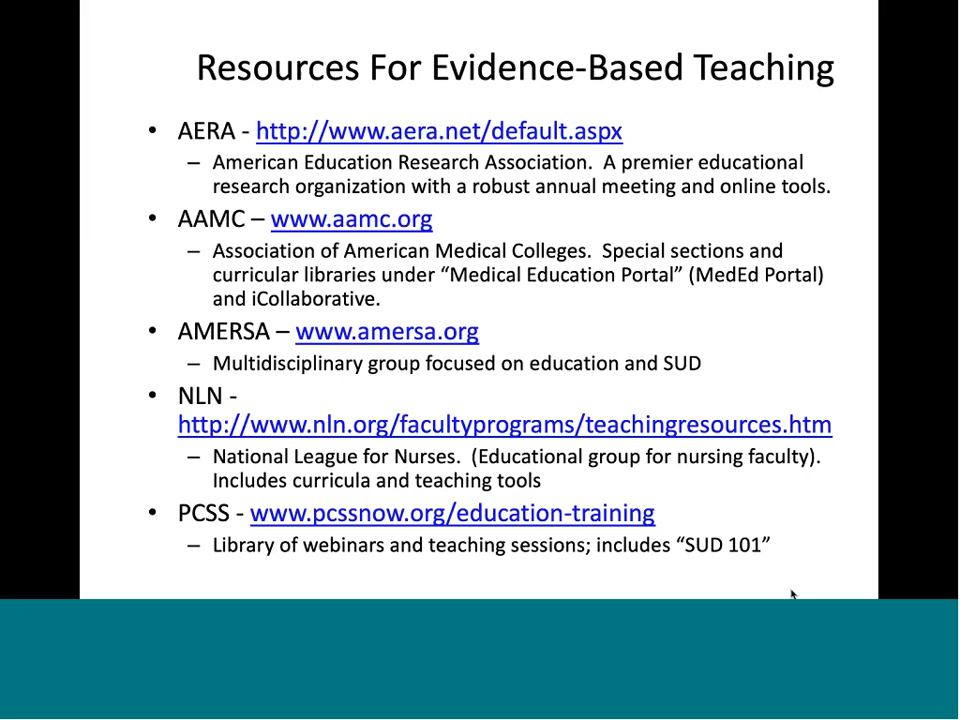 Resources For Evidence-Based Teaching
• AERA - http://www.aera.net/default.aspx
– American Education Research Association.  A premier educational
research organization with a robust annual meeting and online tools.
• AAMC – www.aamc.org
– Association of American Medical Colleges.  Special sections and
curricular libraries under “Medical Education Portal” (MedEd Portal)
and iCollaborative.
• AMERSA – www.amersa.org
– Multidisciplinary group focused on education and SUD
• NLN -
http://www.nln.org/facultyprograms/teachingresources.htm
– National League for Nurses.  (Educational group for nursing faculty).
Includes curricula and teaching tools
• PCSS - www.pcssnow.org/education-training
– Library of webinars and teaching sessions; includes “SUD 101”